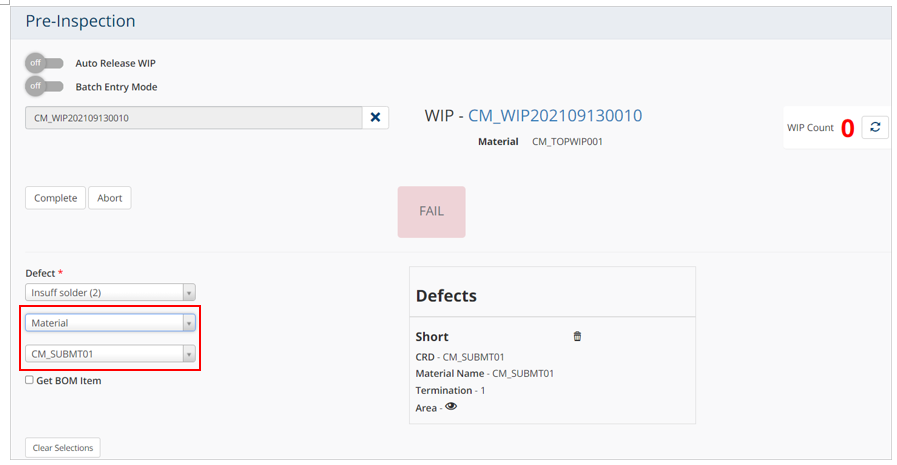 Pre-Inspection
off Auto Release WIP
off Batch Entry Mode
CM_WIP202109130010
WIP - CM_WIP202109130010
Material CM_TOPWIP001
WIP Count 0
Complete Abort
FAIL
Defect *
Insuff solder (2)
Material
CM_SUBMT01
Get BOM Item
Clear Selections
Defects
Short
CRD - CM_SUBMT01
Material Name - CM_SUBMT01
Termination - 1
Area -